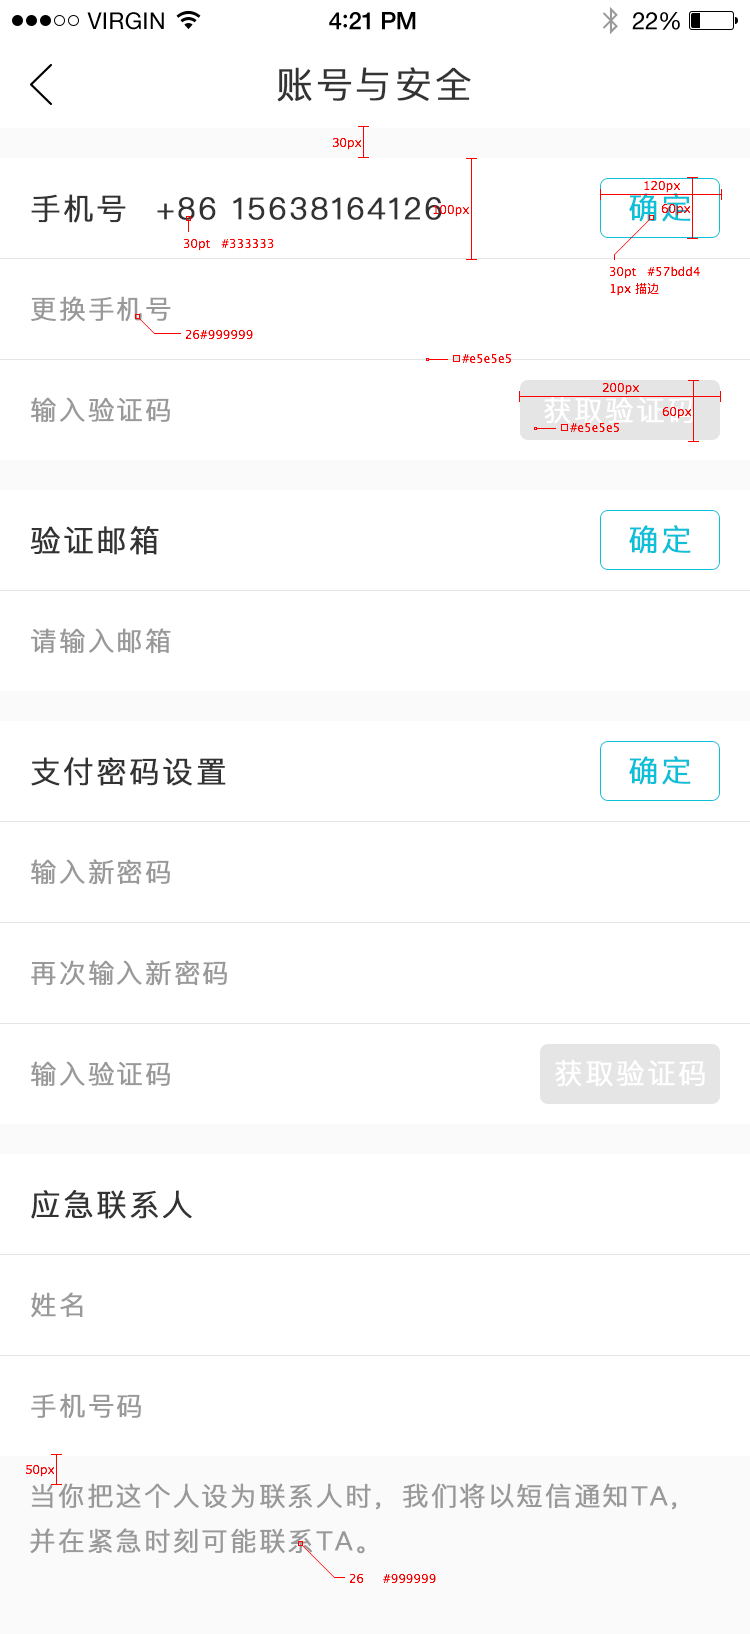 VIRGIN 4:21 PM 22%
账号与安全
30px
手机号 +86 15638164126 确定
100px
120px
60px
30pt #333333
30pt #57bdd4
1px 描边
更换手机号
26#999999
#e5e5e5
输入验证码 获取验证码
200px
60px
#e5e5e5
验证邮箱 确定
请输入邮箱
支付密码设置 确定
输入新密码
再次输入新密码
输入验证码 获取验证码
应急联系人
姓名
手机号码
50px
当你把这个人设为联系人时，我们将以短信通知TA，
并在紧急时刻可能联系TA。
26 #999999